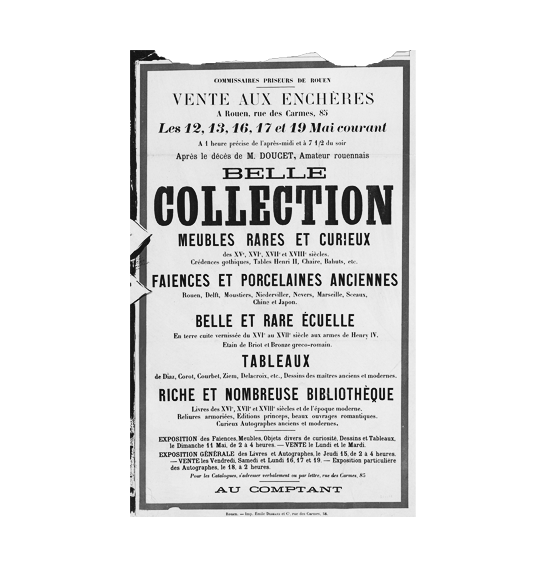 COMMISSAIRES PRISEURS DE ROUEN
VENTE AUX ENCHÈRES
A Rouen, rue des Carmes, 85
Les 12, 13, 16, 17 et 19 Mai courant
A 1 heure précise de l'après-midi et à 7 1/2 du soir
Après le décès de M. DOUCET, Amateur rouennais
BELLE
COLLECTION
MEUBLES RARES ET CURIEUX
des XVe, XVIe, XVIIe et XVIIIe siècles.
Crédences gothiques, Tables Henri II, Chaire, Bahuts, etc.
FAIENCES ET PORCELAINES ANCIENNES
Rouen, Delft, Moustiers, Niederviller, Nevers, Marseille, Sceaux,
Chine et Japon.
BELLE ET RARE ÉCUELLE
En terre cuite vernissée du XVIe au XVIIe siècle aux armes de Henry IV.
Etain de Briot et Bronze greco-romain.
TABLEAUX
de Diaz, Corot, Courbet, Ziem, Delacroix, etc., Dessins des maîtres anciens et modernes.
RICHE ET NOMBREUSE BIBLIOTHÈQUE
Livres des XVIe, XVIIe et XVIIIe siècles et de l'époque moderne.
Reliures armoriées, Editions princeps, beaux ouvrages romantiques.
Curieux Autographes anciens et modernes.
EXPOSITION des Faïences, Meubles, Objets divers de curiosité, Dessins et Tableaux,
le Dimanche 11 Mai, de 2 à 4 heures. — VENTE le Lundi et le Mardi.
EXPOSITION GÉNÉRALE des Livres et Autographes, le Jeudi 15, de 2 à 4 heures.
— VENTE les Vendredi, Samedi et Lundi 16, 17 et 19. — Exposition particulière
des Autographes, le 18, à 2 heures.
Pour les Catalogues, s'adresser verbalement ou par lettre, rue des Carmes, 85
AU COMPTANT
Rouen. — Imp. Emile Deshays et Cie, rue des Carmes, 58.